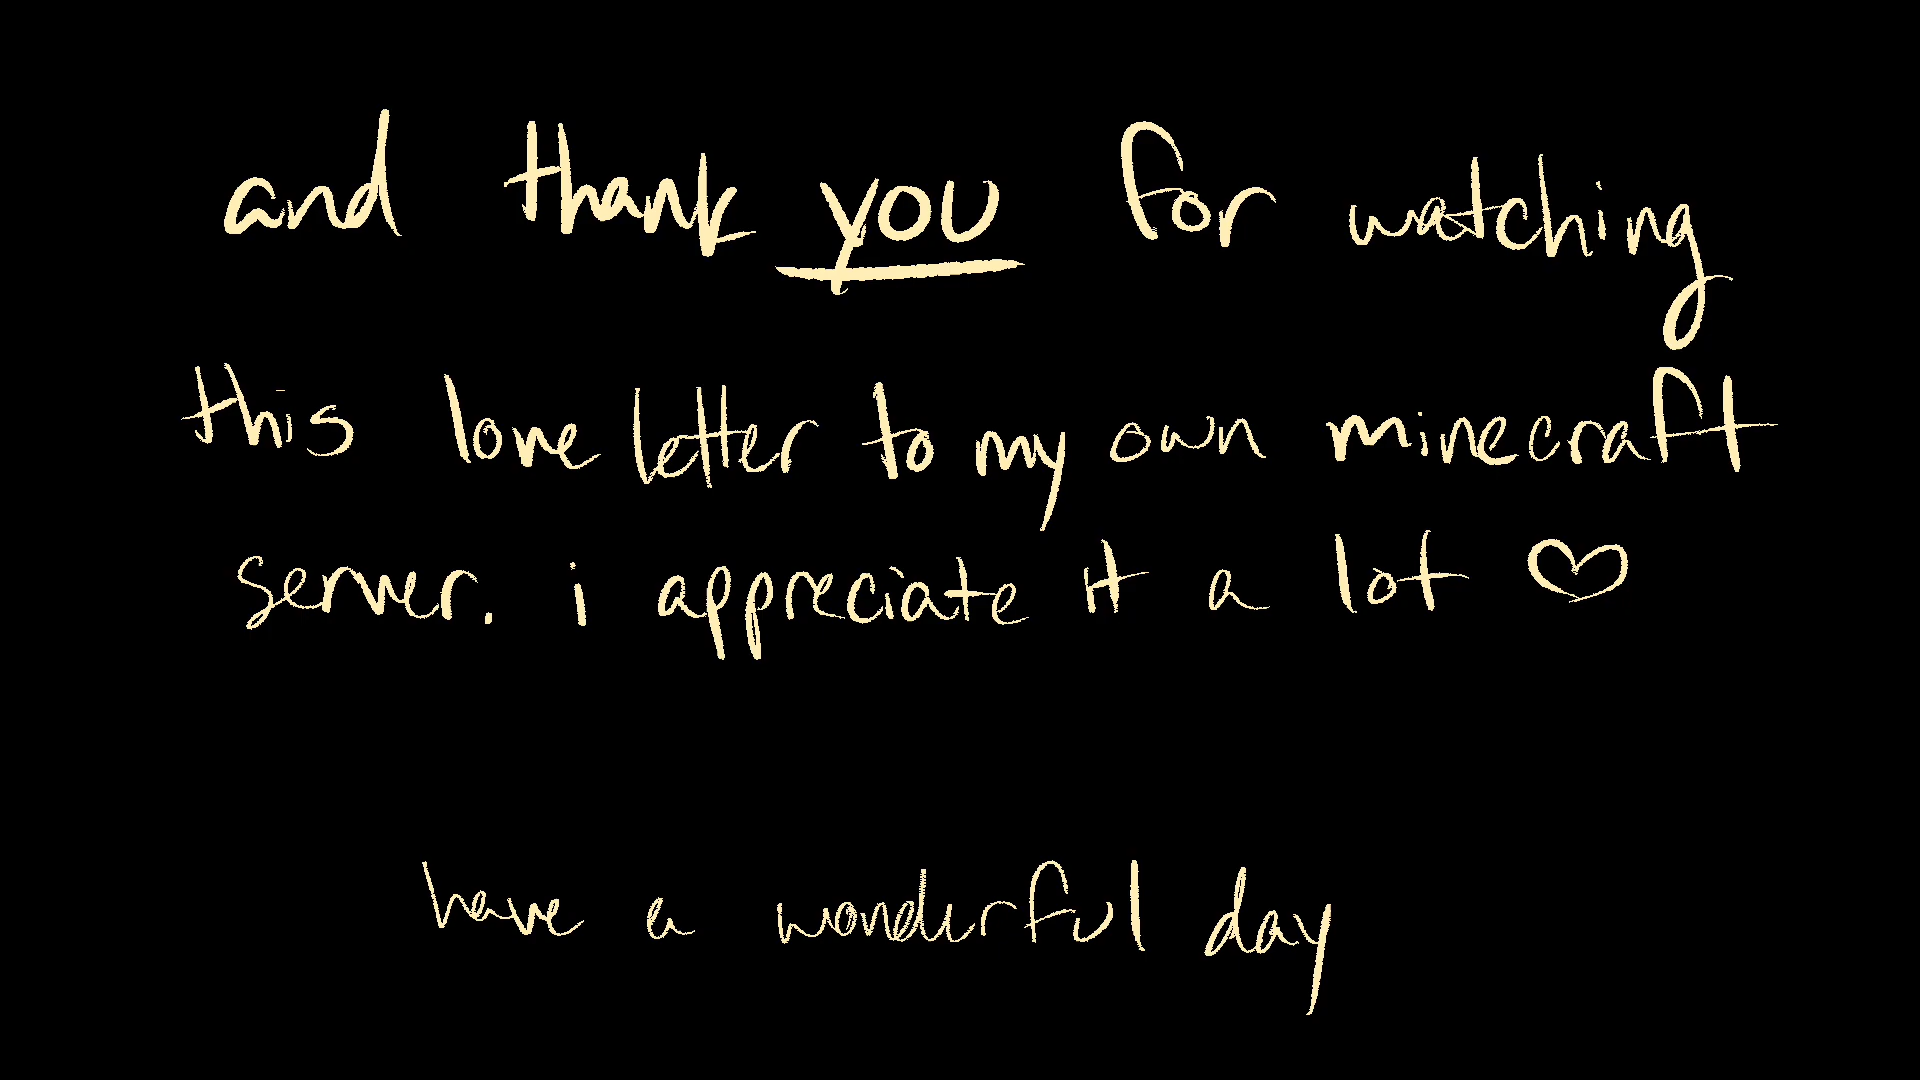 and thank you for watching
this love letter to my own minecraft
server. i appreciate it a lot ♡
have a wonderful day